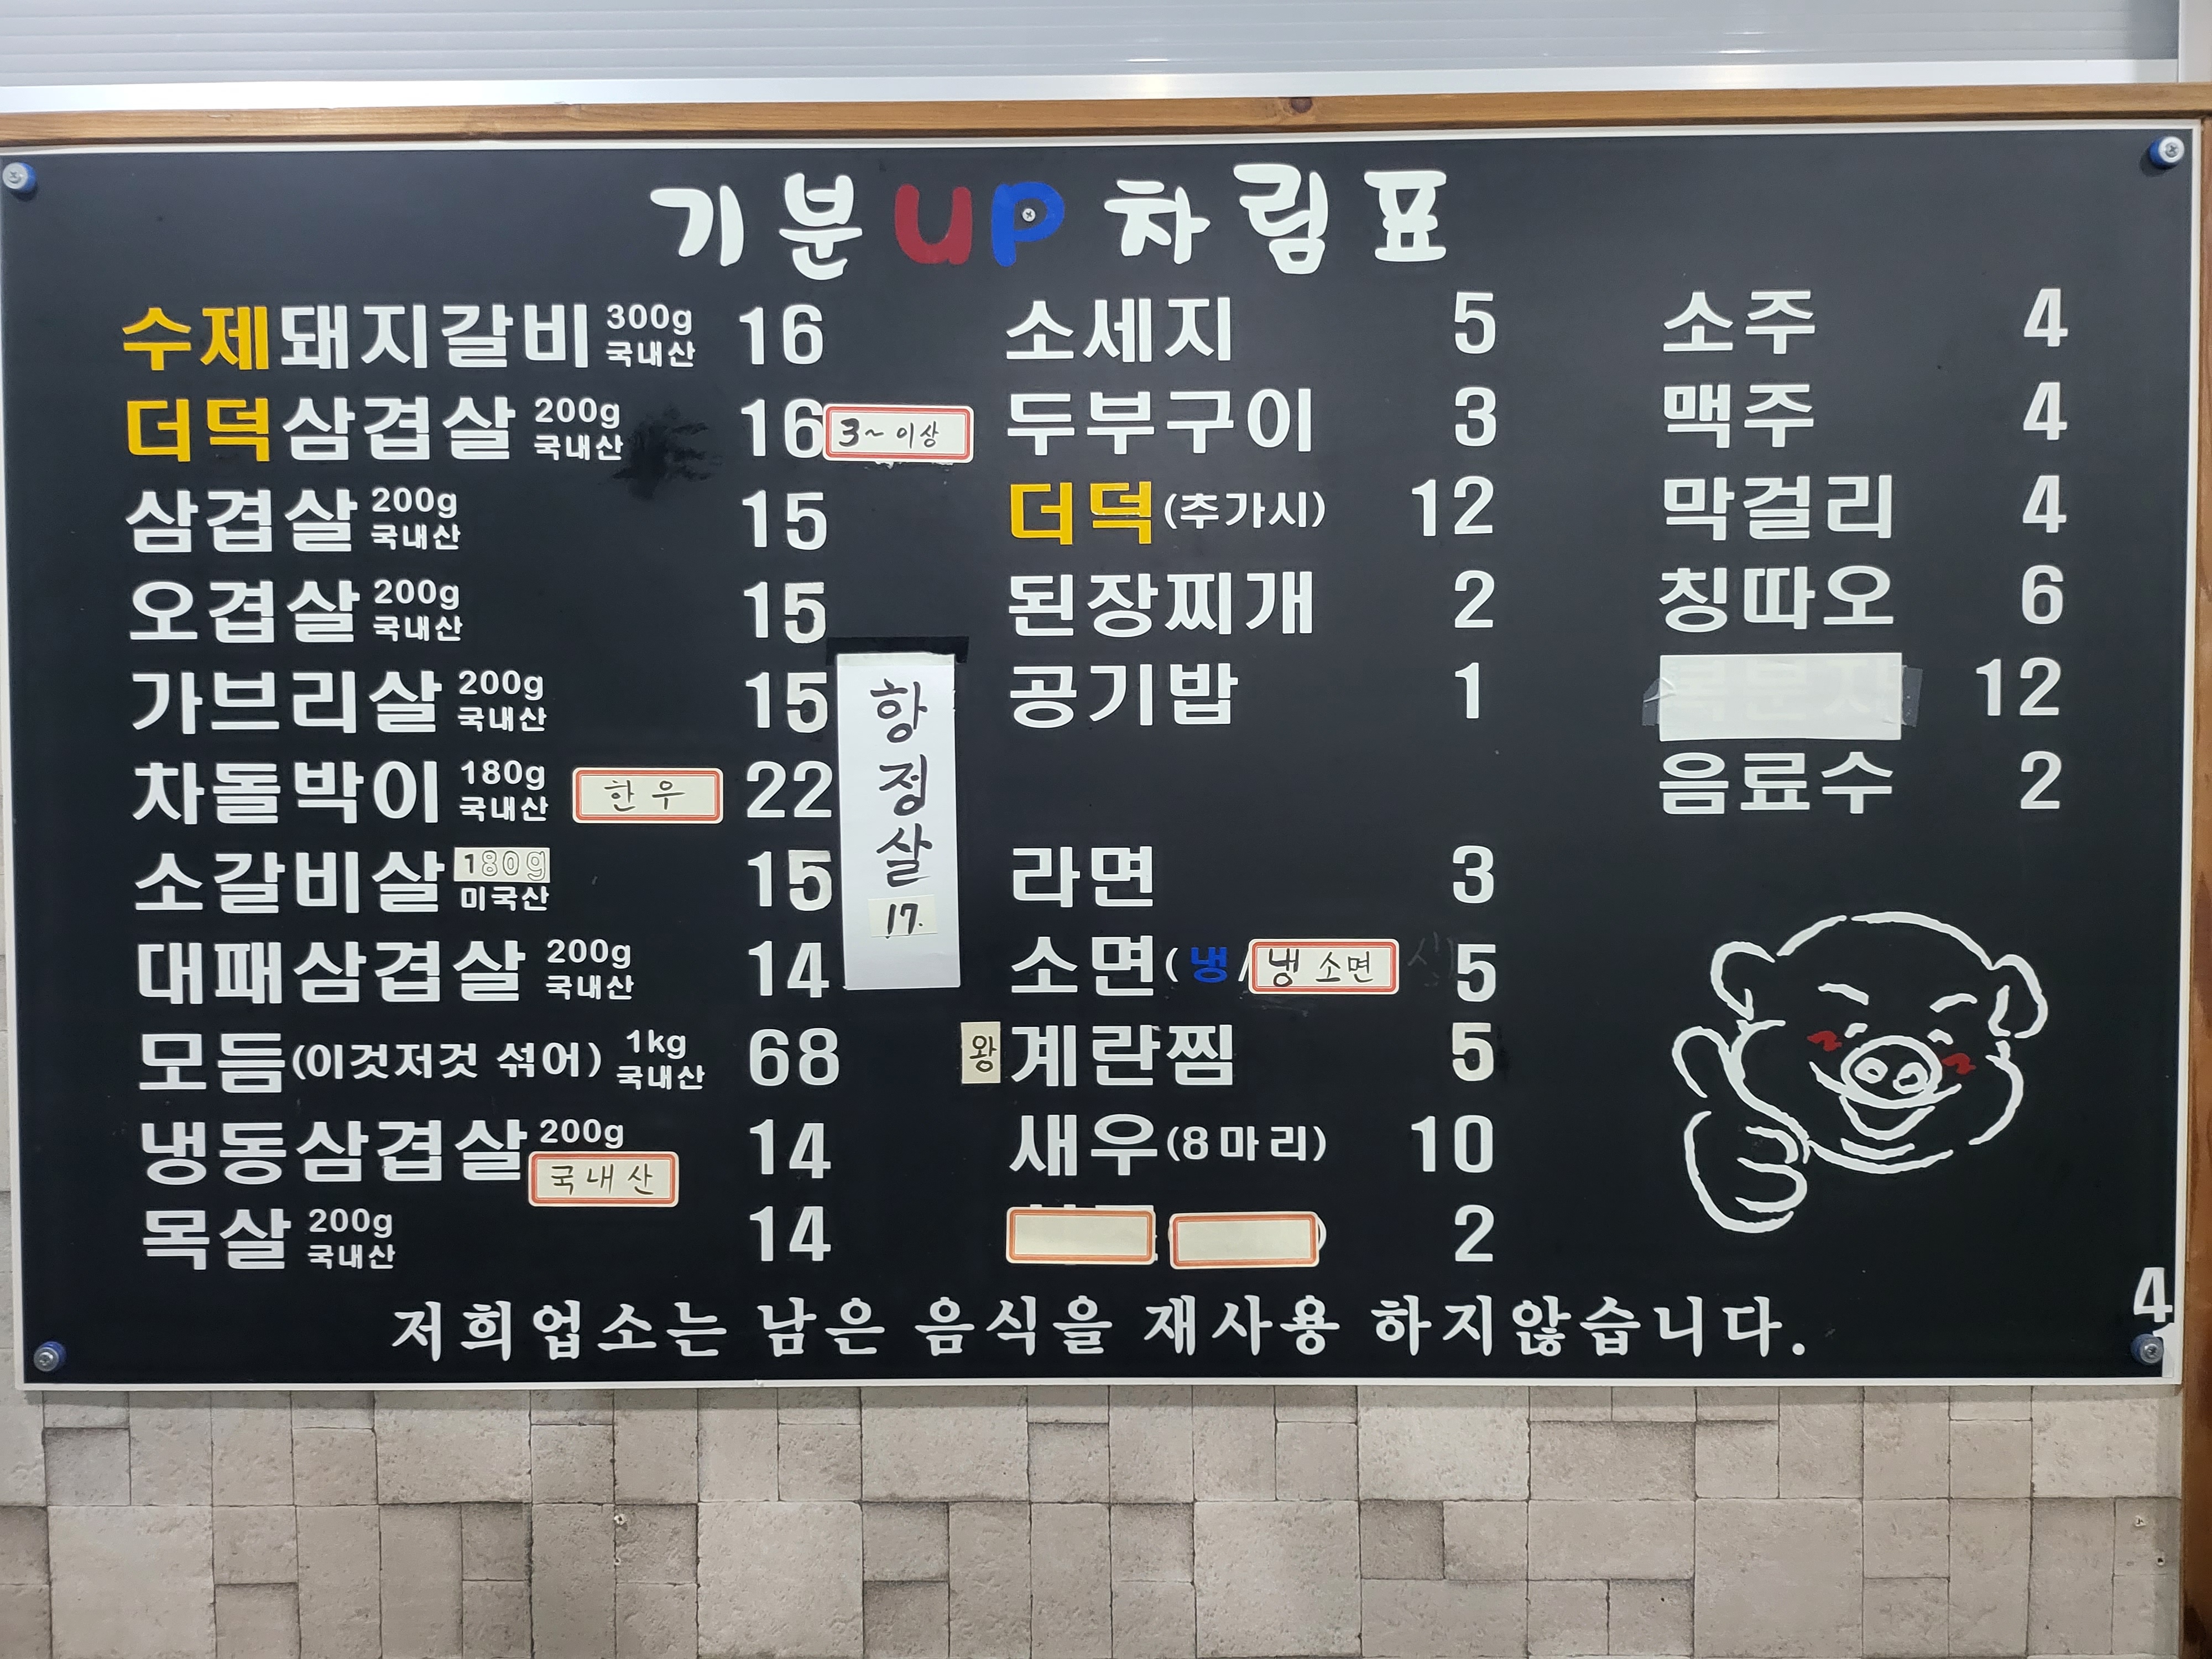 기분 UP 차림표
수제돼지갈비 300g 국내산 16
더덕삼겹살 200g 국내산 16 3~이상
삼겹살 200g 국내산 15
오겹살 200g 국내산 15
가브리살 200g 국내산 15
차돌박이 180g 국내산 한우 22
소갈비살 180g 미국산 15
대패삼겹살 200g 국내산 14
모듬(이것저것 섞어) 1kg 국내산 68
냉동삼겹살 200g 국내산 14
목살 200g 국내산 14
항정살 17.
소세지 5
두부구이 3
더덕(추가시) 12
된장찌개 2
공기밥 1
라면 3
소면(냉/ 냉소면 5
왕 계란찜 5
새우(8마리) 10
2
소주 4
맥주 4
막걸리 4
칭따오 6
12
음료수 2
4
저희업소는 남은 음식을 재사용 하지않습니다.